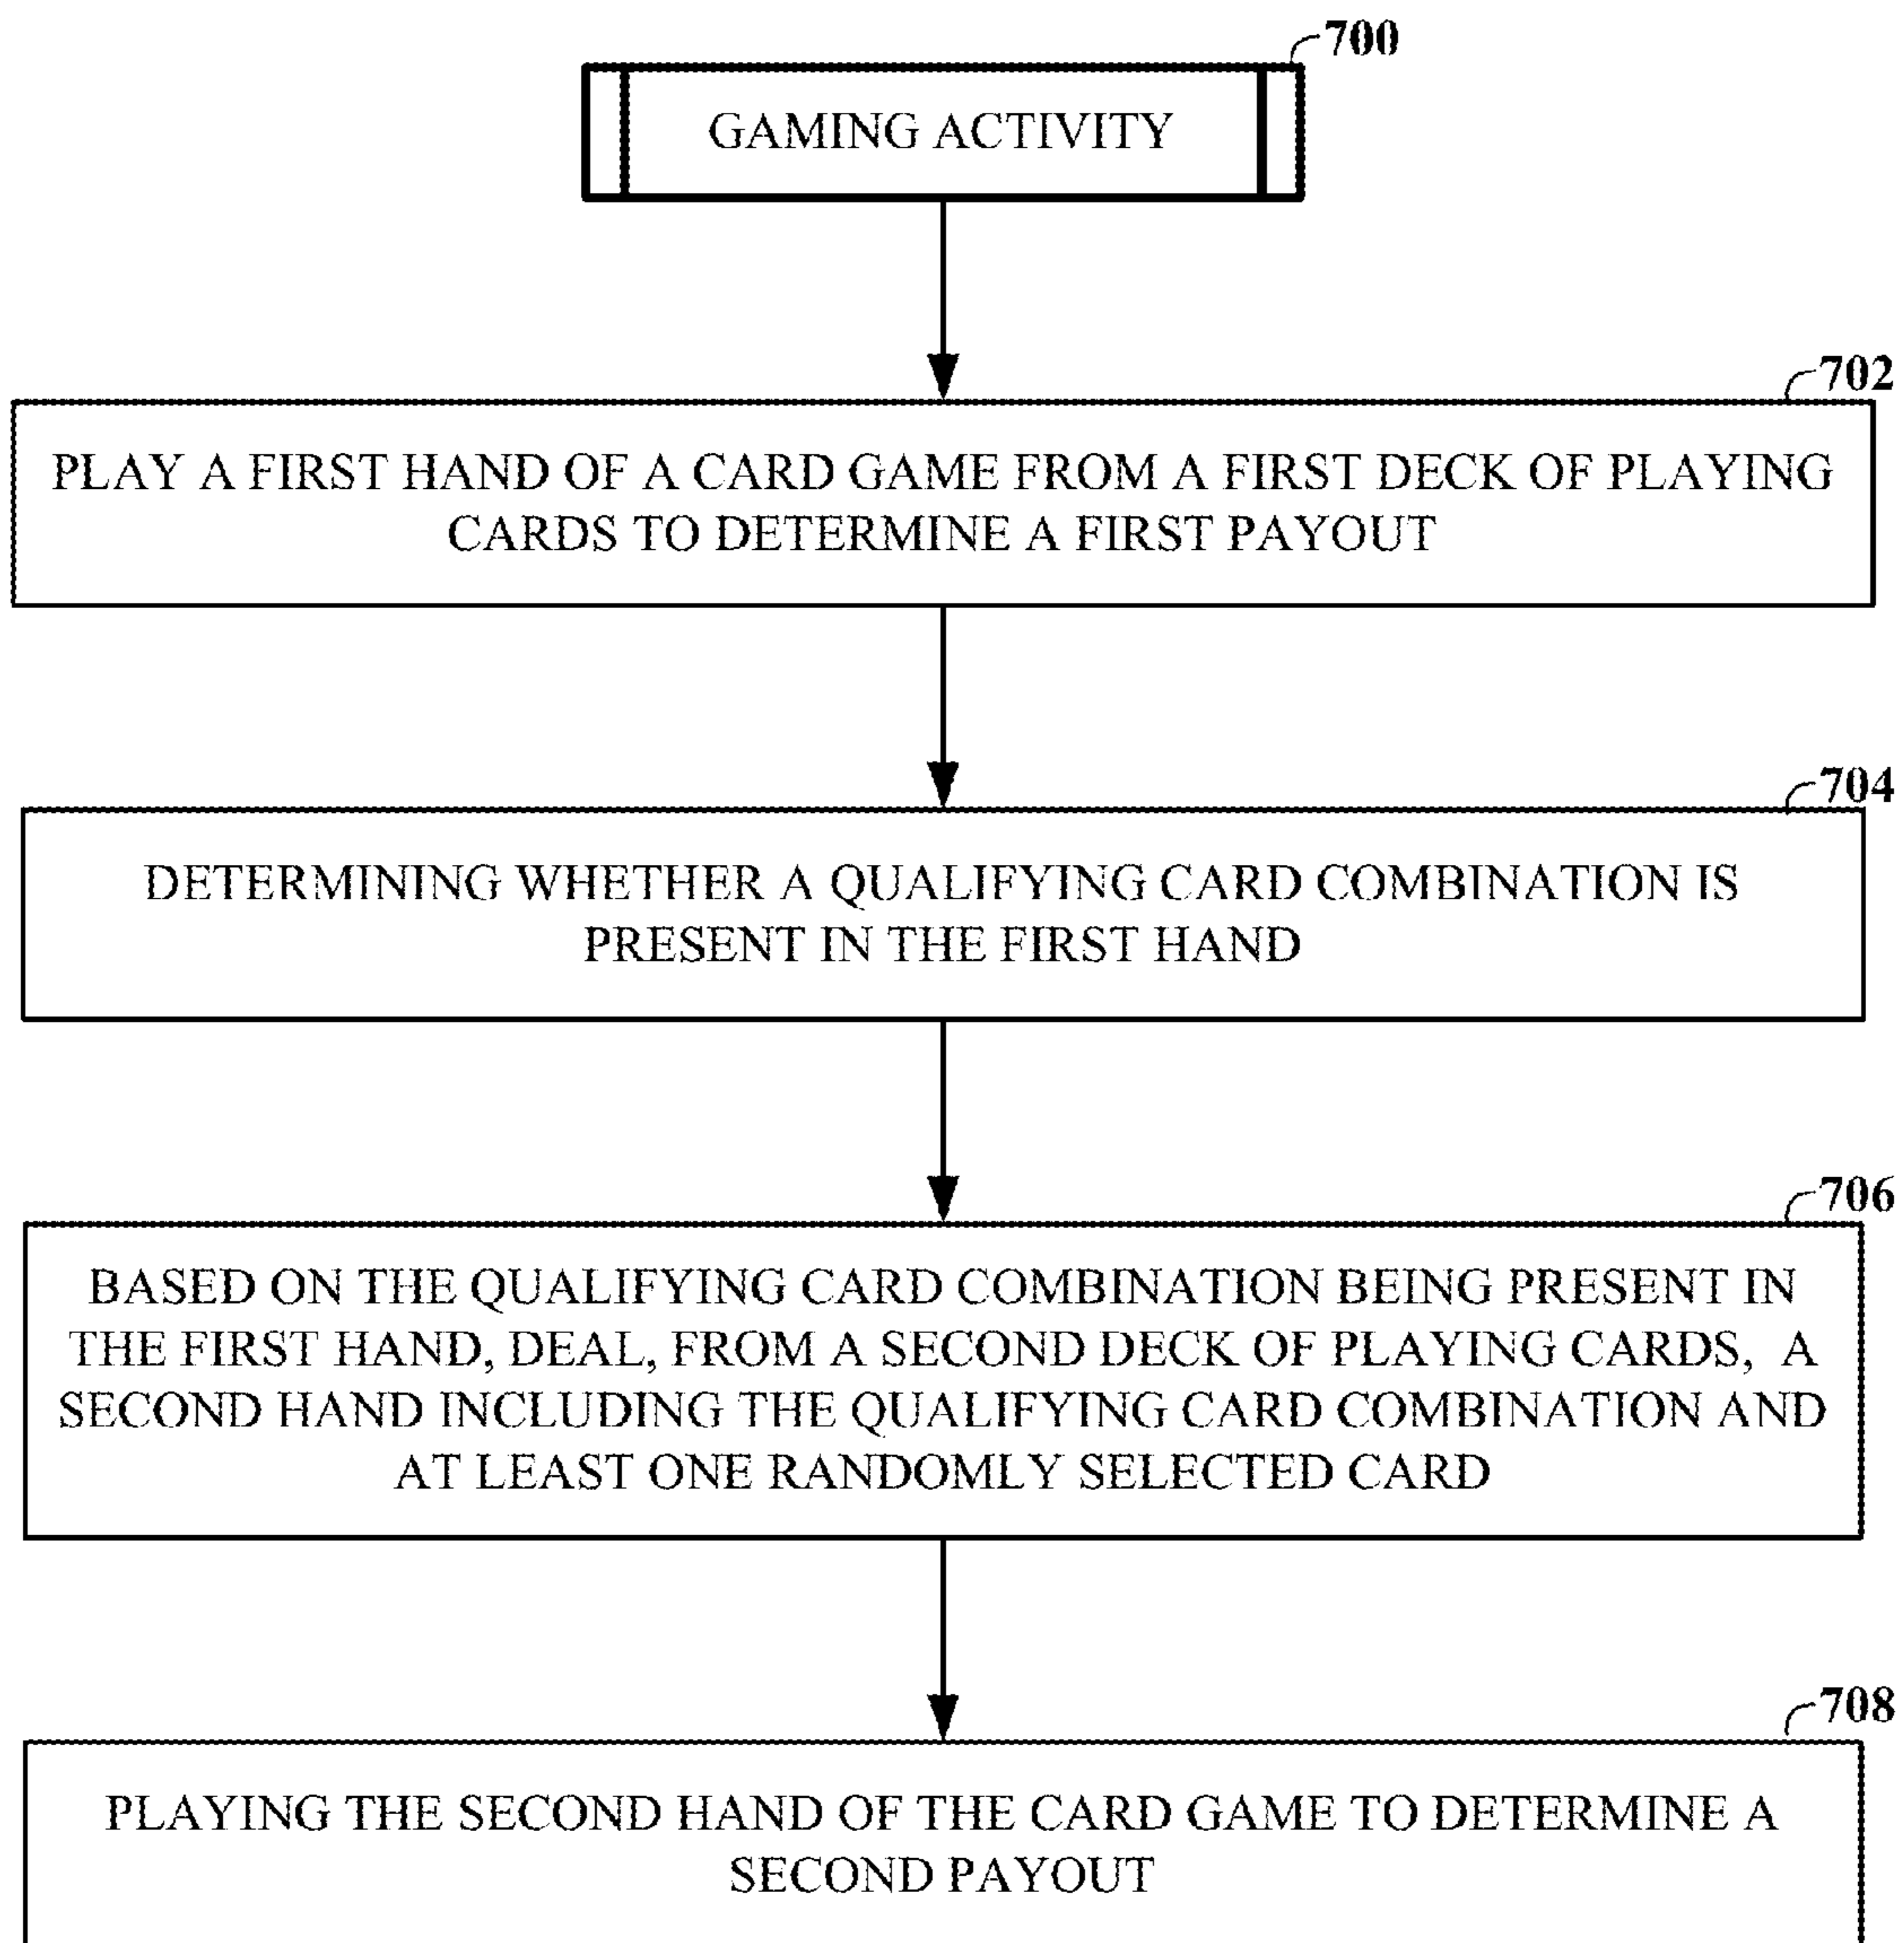 700
GAMING ACTIVITY
702
PLAY A FIRST HAND OF A CARD GAME FROM A FIRST DECK OF PLAYING
CARDS TO DETERMINE A FIRST PAYOUT
704
DETERMINING WHETHER A QUALIFYING CARD COMBINATION IS
PRESENT IN THE FIRST HAND
706
BASED ON THE QUALIFYING CARD COMBINATION BEING PRESENT IN
THE FIRST HAND, DEAL, FROM A SECOND DECK OF PLAYING CARDS, A
SECOND HAND INCLUDING THE QUALIFYING CARD COMBINATION AND
AT LEAST ONE RANDOMLY SELECTED CARD
708
PLAYING THE SECOND HAND OF THE CARD GAME TO DETERMINE A
SECOND PAYOUT